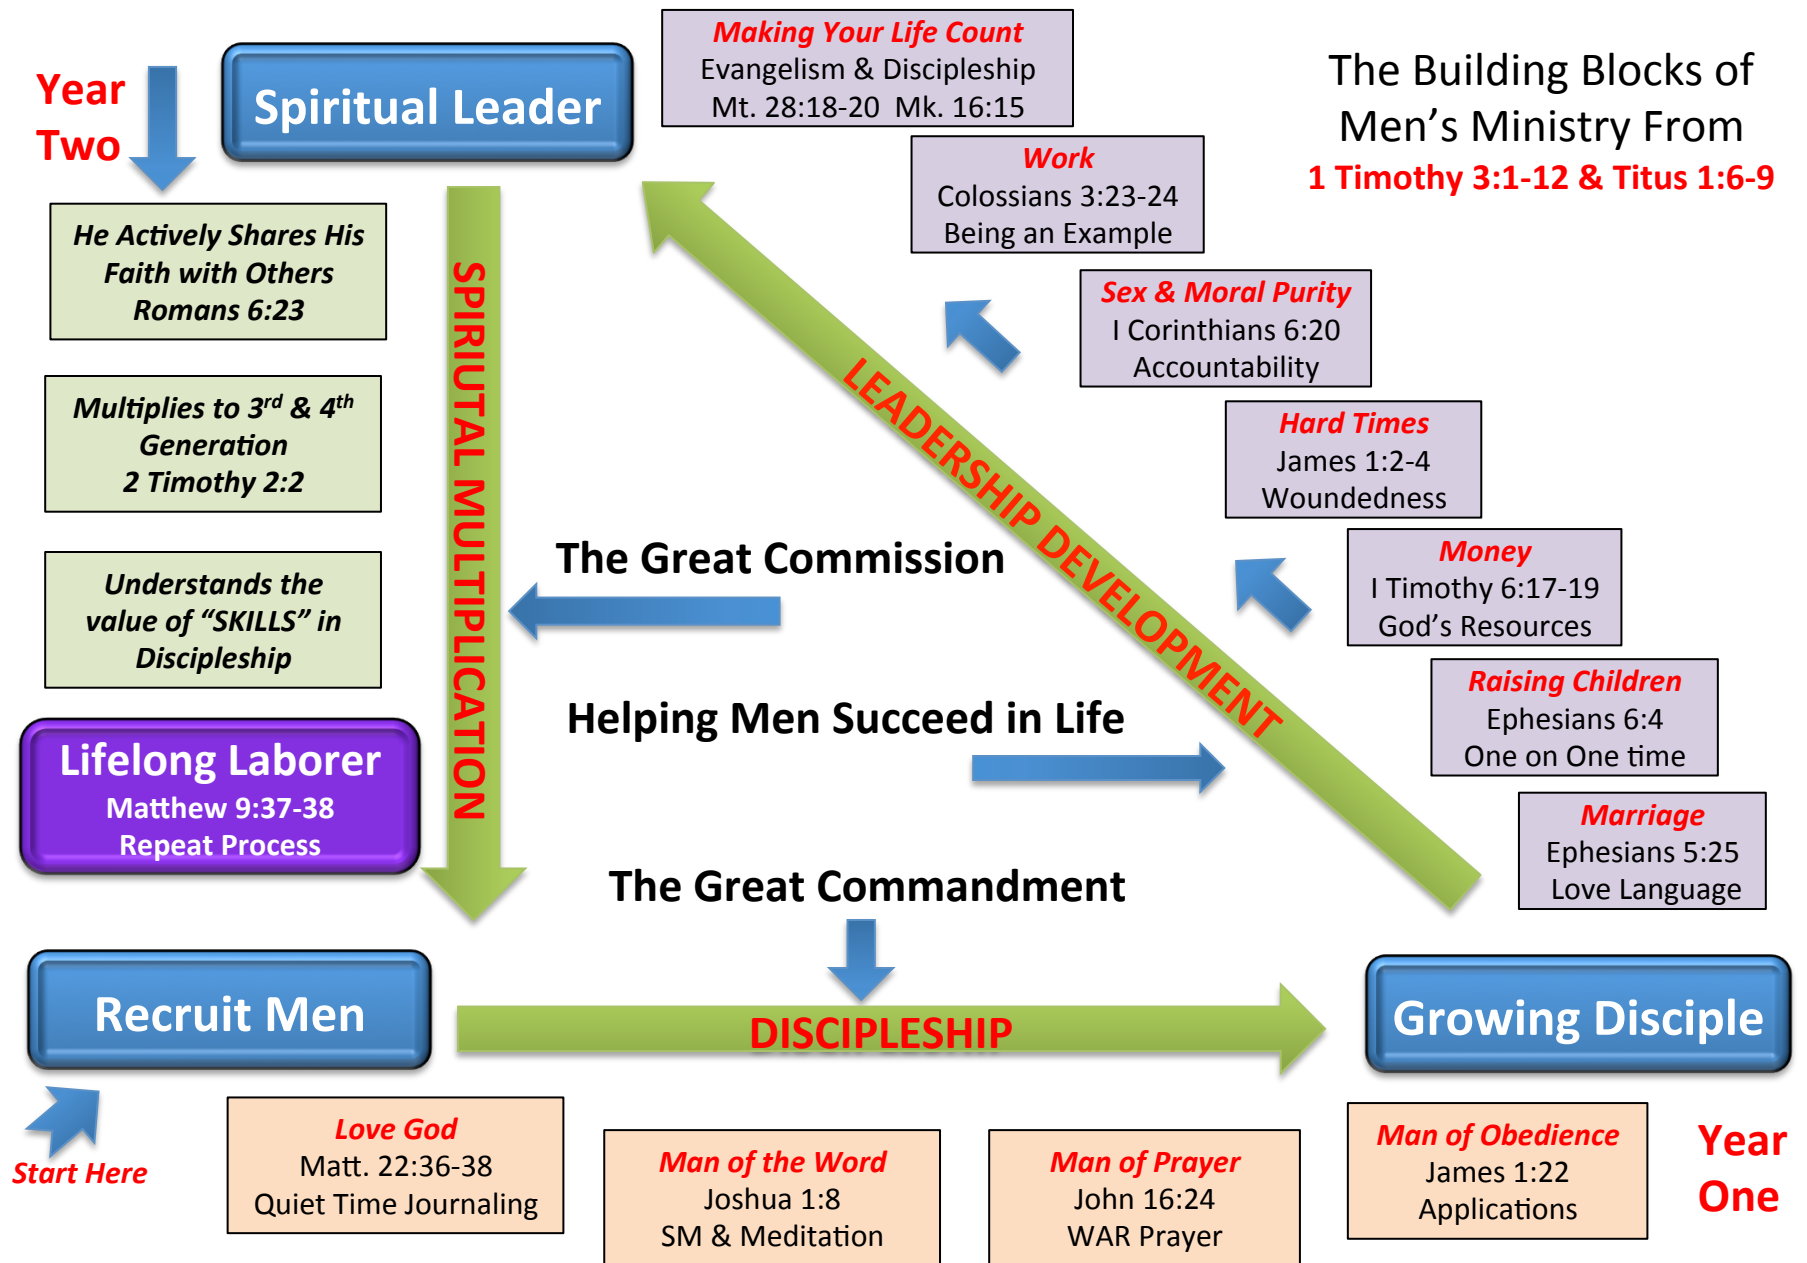 Year
Two
Spiritual Leader
Making Your Life Count
Evangelism & Discipleship
Mt. 28:18-20  Mk. 16:15
The Building Blocks of
Men’s Ministry From
1 Timothy 3:1-12 & Titus 1:6-9
Work
Colossians 3:23-24
Being an Example
He Actively Shares His
Faith with Others
Romans 6:23
Sex & Moral Purity
I Corinthians 6:20
Accountability
Multiplies to 3rd & 4th
Generation
2 Timothy 2:2
Hard Times
James 1:2-4
Woundedness
SPIRIUTAL MULTIPLICATION
LEADERSHIP DEVELOPMENT
The Great Commission
Money
I Timothy 6:17-19
God’s Resources
Understands the
value of “SKILLS” in
Discipleship
Raising Children
Ephesians 6:4
One on One time
Helping Men Succeed in Life
Lifelong Laborer
Matthew 9:37-38
Repeat Process
Marriage
Ephesians 5:25
Love Language
The Great Commandment
Recruit Men
DISCIPLESHIP
Growing Disciple
Start Here
Love God
Matt. 22:36-38
Quiet Time Journaling
Man of the Word
Joshua 1:8
SM & Meditation
Man of Prayer
John 16:24
WAR Prayer
Man of Obedience
James 1:22
Applications
Year
One